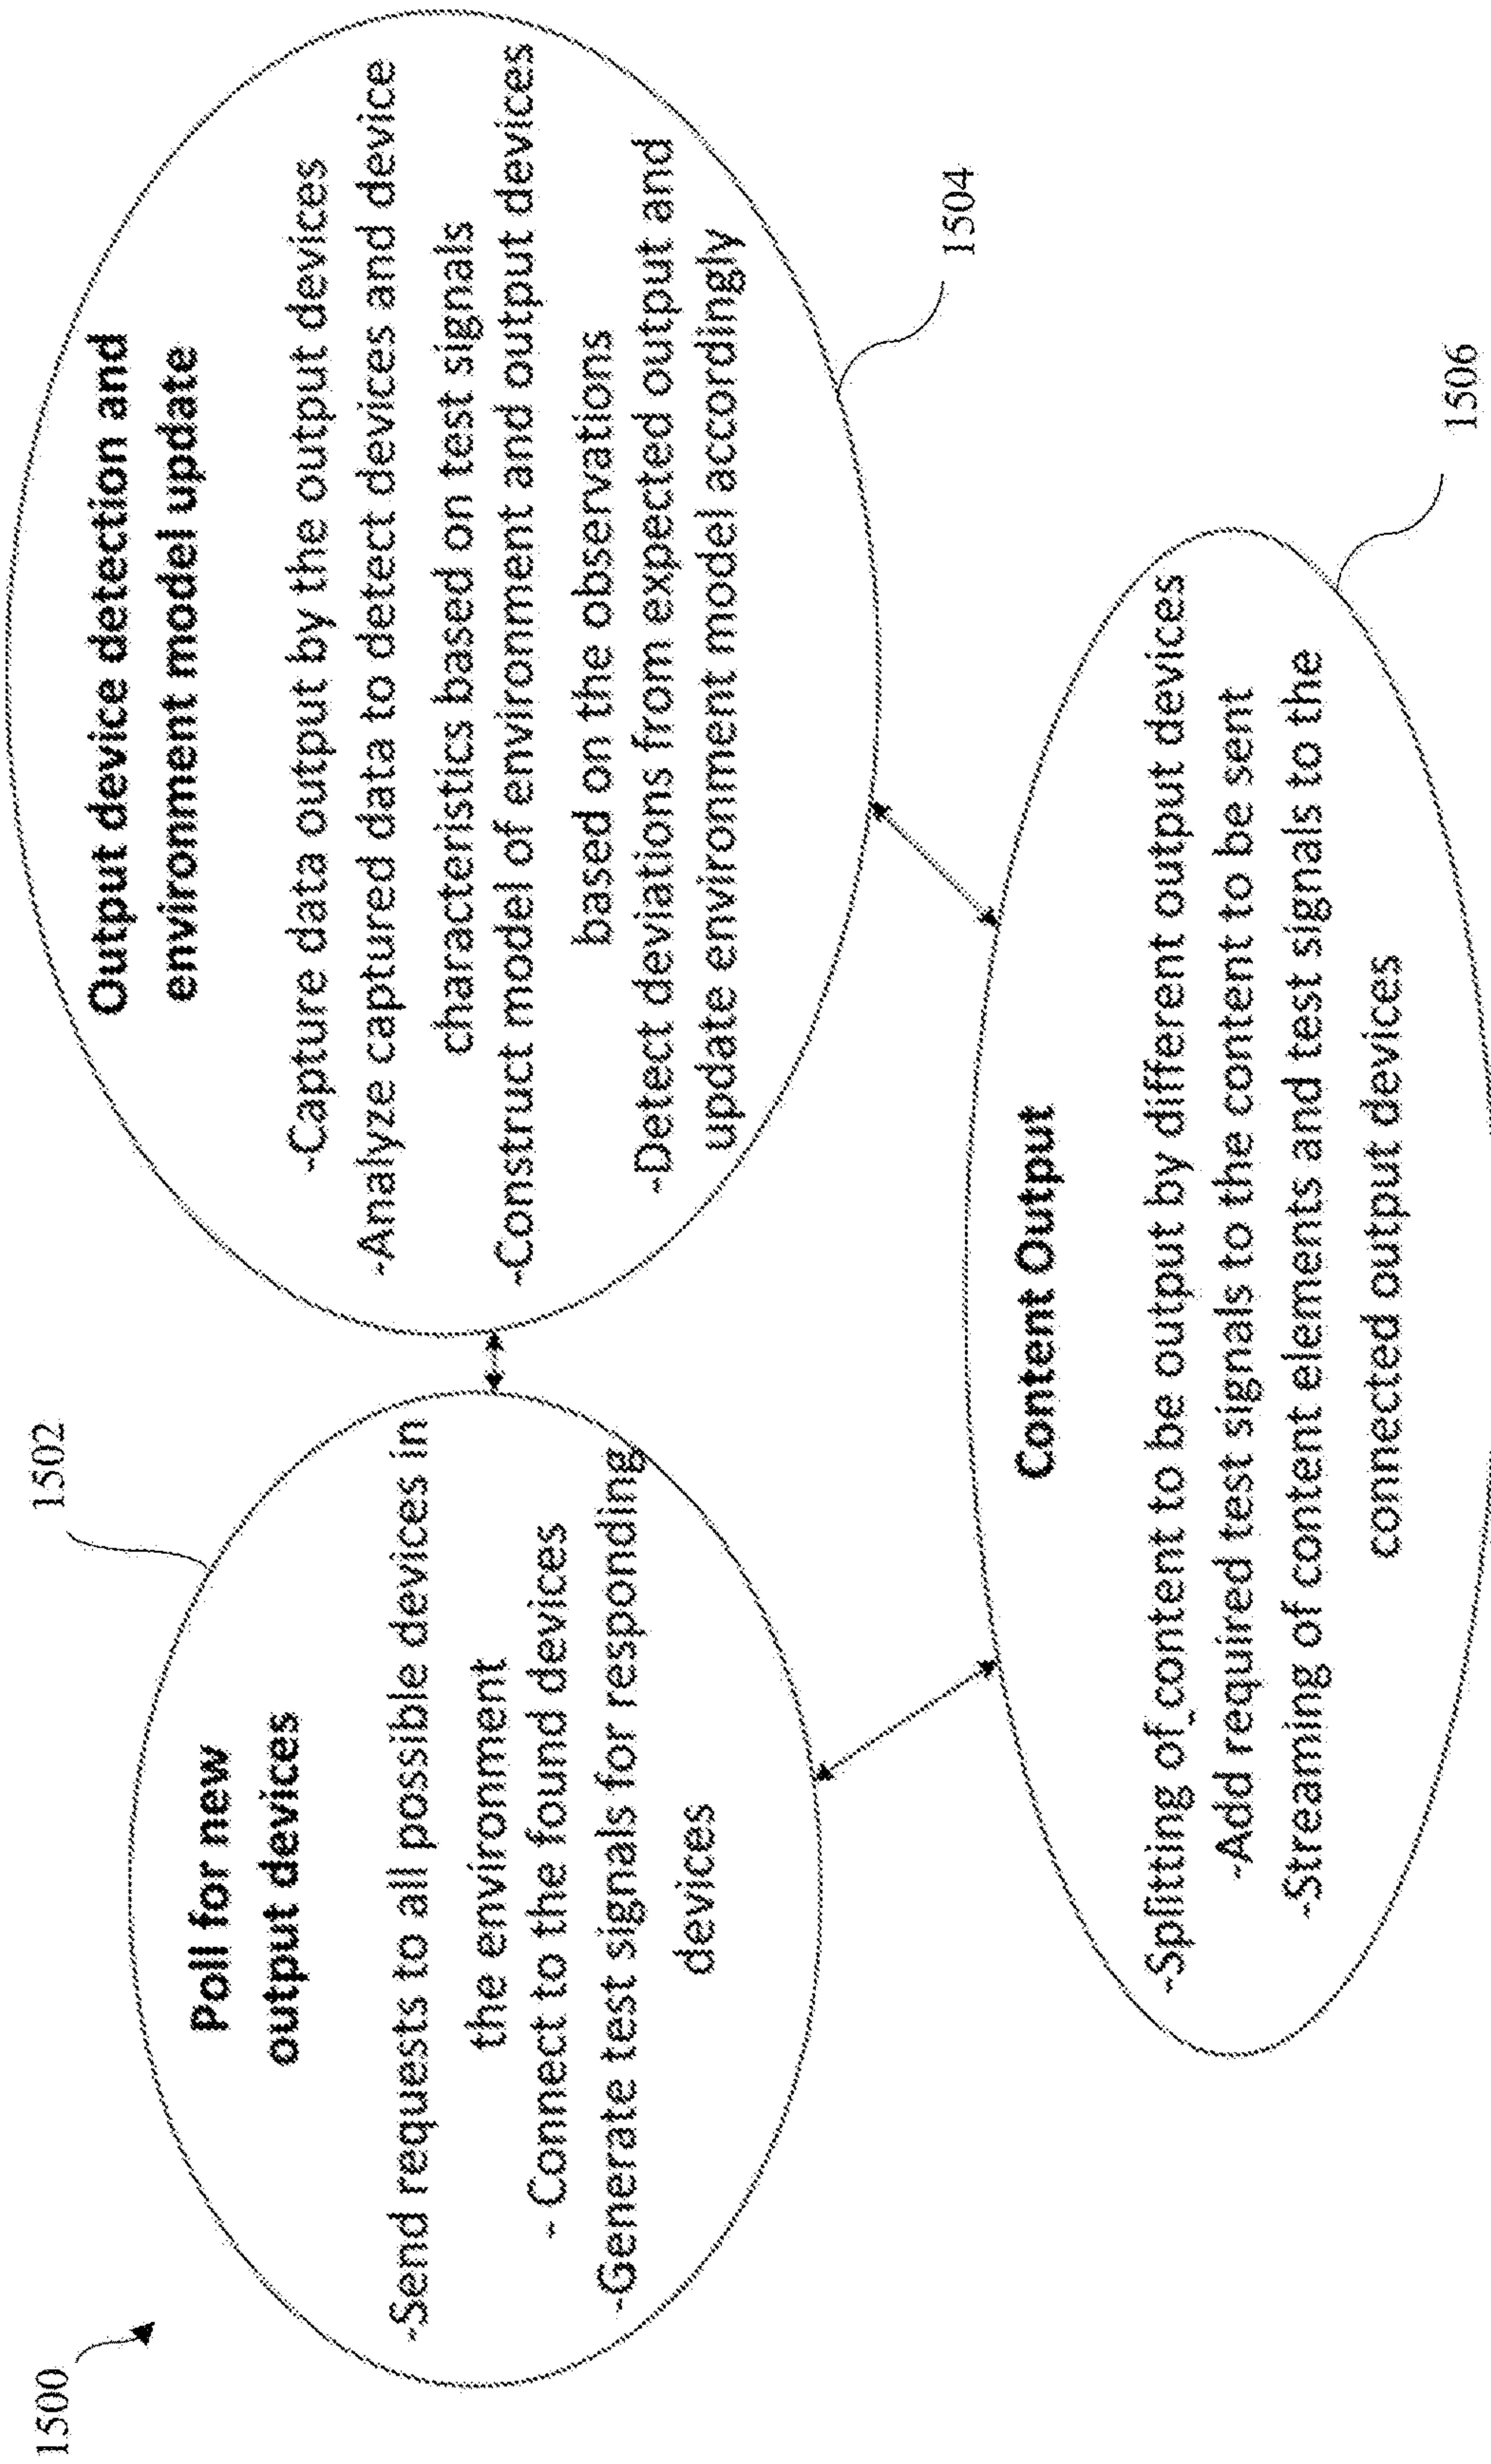 1500
1502
Poll for new
output devices
-Send requests to all possible devices in
the environment
- Connect to the found devices
-Generate test signals for responding
devices
Output device detection and
environment model update
-Capture data output by the output devices
-Analyze captured data to detect devices and device
characteristics based on test signals
-Construct model of environment and output devices
based on the observations
-Detect deviations from expected output and
update environment model accordingly
1504
Content Output
-Splitting of content to be output by different output devices
-Add required test signals to the content to be sent
-Streaming of content elements and test signals to the
connected output devices
1506